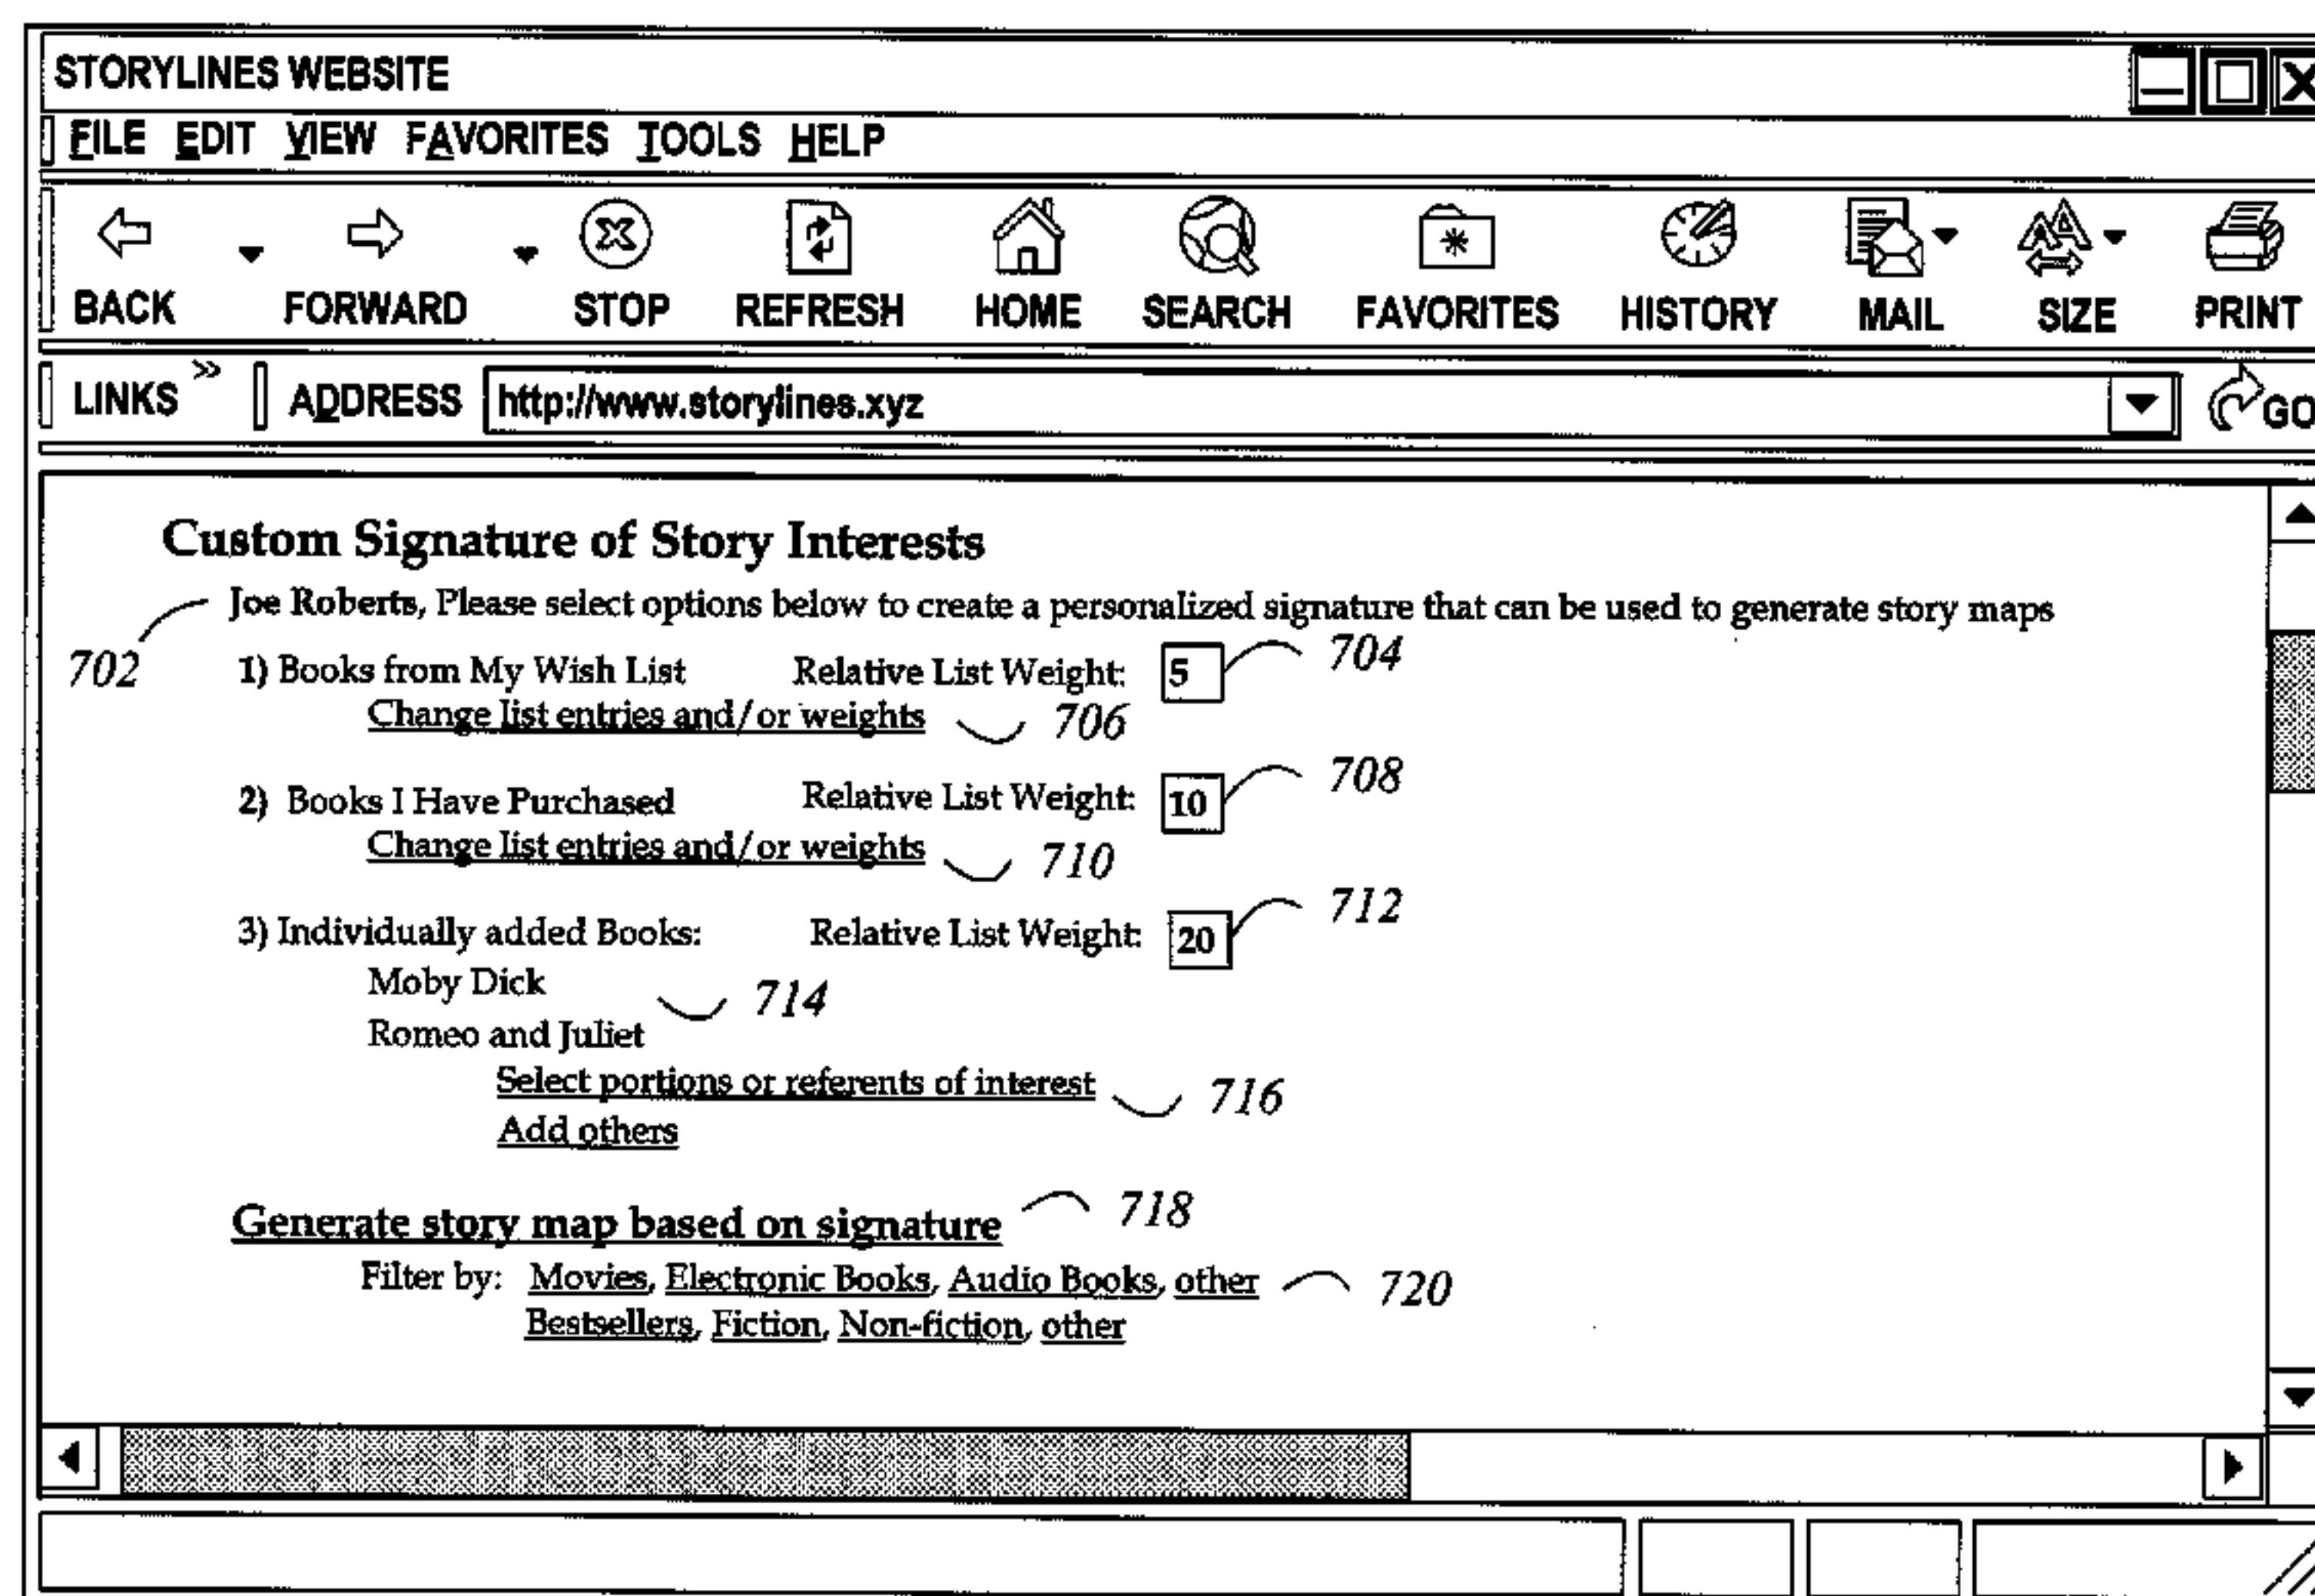 STORYLINES WEBSITE
FILE EDIT VIEW FAVORITES TOOLS HELP
BACK FORWARD STOP REFRESH HOME SEARCH FAVORITES HISTORY MAIL SIZE PRINT
LINKS » ADDRESS http://www.storylines.xyz GO
Custom Signature of Story Interests
Joe Roberts, Please select options below to create a personalized signature that can be used to generate story maps
702
1) Books from My Wish List Relative List Weight: 5 704
Change list entries and/or weights 706
2) Books I Have Purchased Relative List Weight: 10 708
Change list entries and/or weights 710
3) Individually added Books: Relative List Weight: 20 712
Moby Dick 714
Romeo and Juliet
Select portions or referents of interest 716
Add others
Generate story map based on signature 718
Filter by: Movies, Electronic Books, Audio Books, other 720
Bestsellers, Fiction, Non-fiction, other